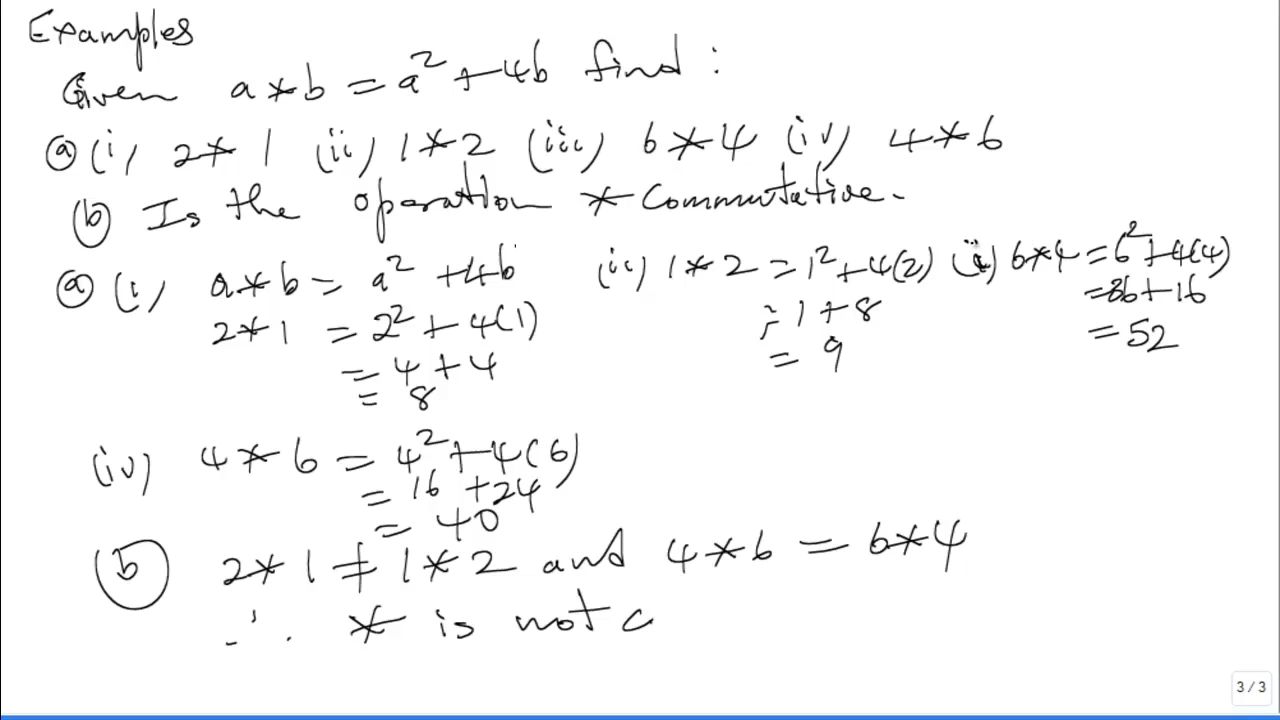 Examples
Given a * b = a² + 4b find :
ⓐ (i) 2 * 1 (ii) 1 * 2 (iii) 6 * 4 (iv) 4 * 6
ⓑ Is the operation * Commutative.
ⓐ (i) a * b = a² + 4b
2 * 1 = 2² + 4(1)
= 4 + 4
= 8
(ii) 1 * 2 = 1² + 4(2)
= 1 + 8
= 9
6 * 4 = 6² + 4(4)
= 36 + 16
= 52
(iv) 4 * 6 = 4² + 4(6)
= 16 + 24
= 40
ⓑ 2 * 1 ≠ 1 * 2 and 4 * 6 = 6 * 4
∴ * is not c
3 / 3